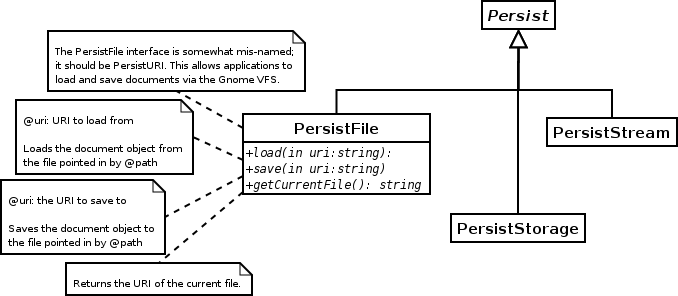 Persist
The PersistFile interface is somewhat mis-named;
it should be PersistURI. This allows applications to
load and save documents via the Gnome VFS.
@uri: URI to load from
Loads the document object from
the file pointed in by @path
@uri: the URI to save to
Saves the document object to
the file pointed in by @path
Returns the URI of the current file.
PersistFile
+load(in uri:string):
+save(in uri:string)
+getCurrentFile(): string
PersistStream
PersistStorage